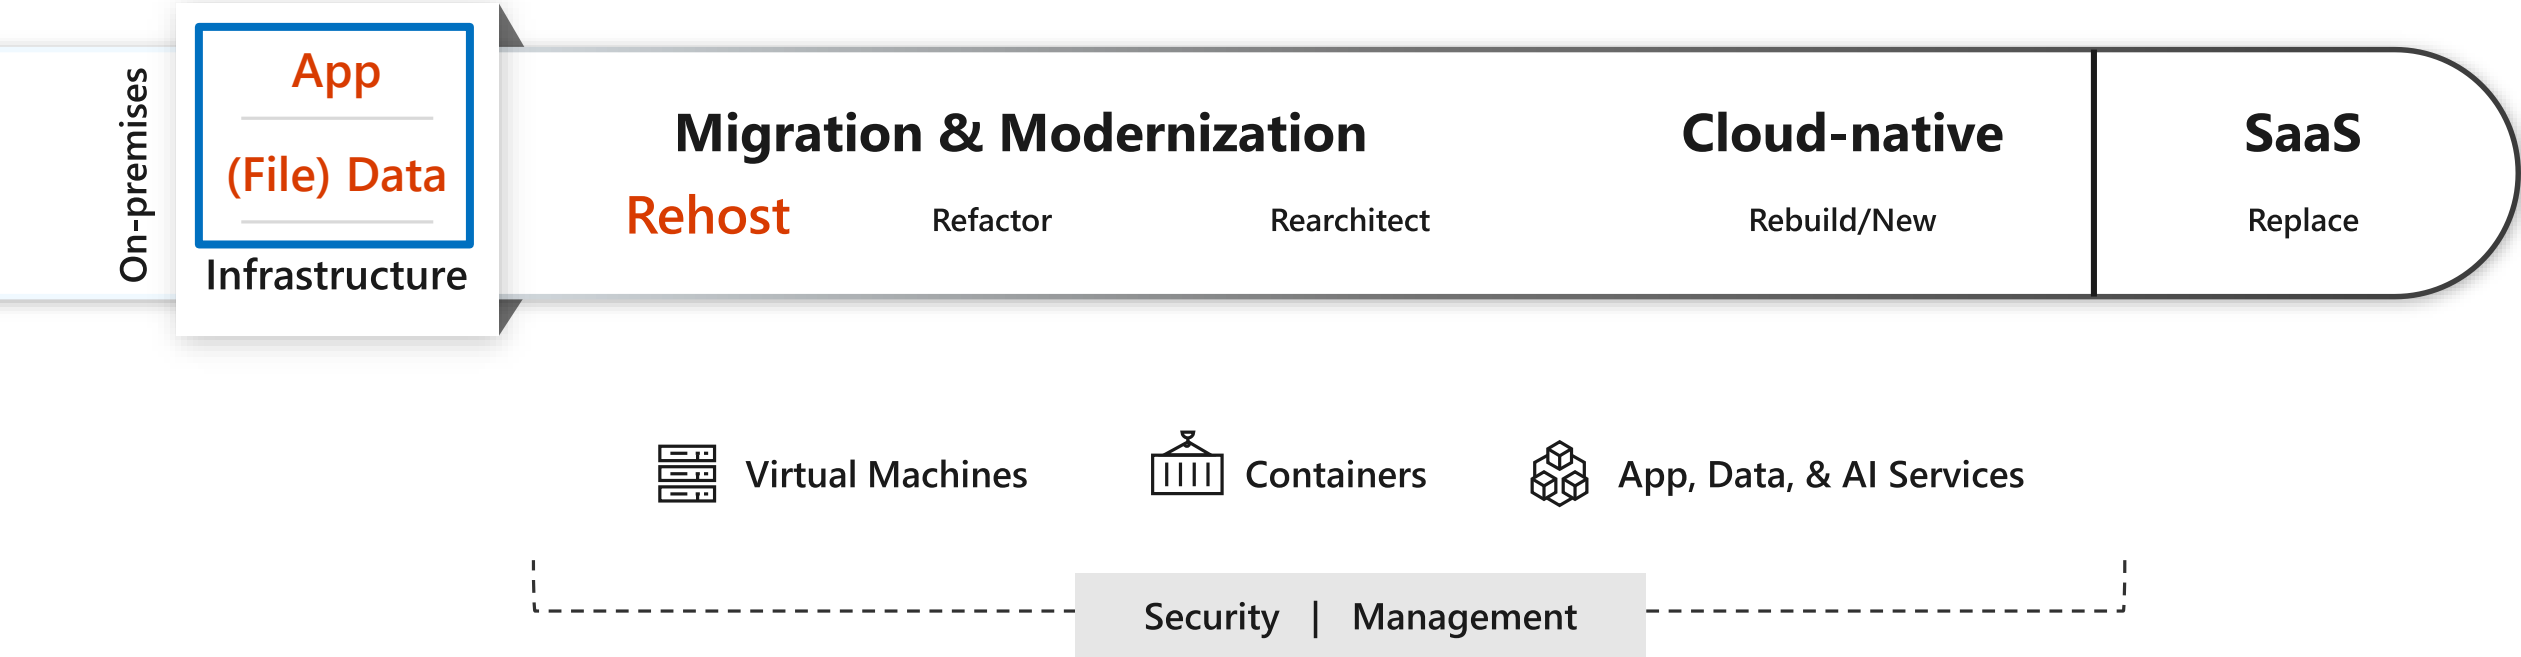 On-premises
App
(File) Data
Infrastructure
Migration & Modernization
Rehost
Refactor
Rearchitect
Cloud-native
Rebuild/New
SaaS
Replace
Virtual Machines
Containers
App, Data, & AI Services
Security | Management